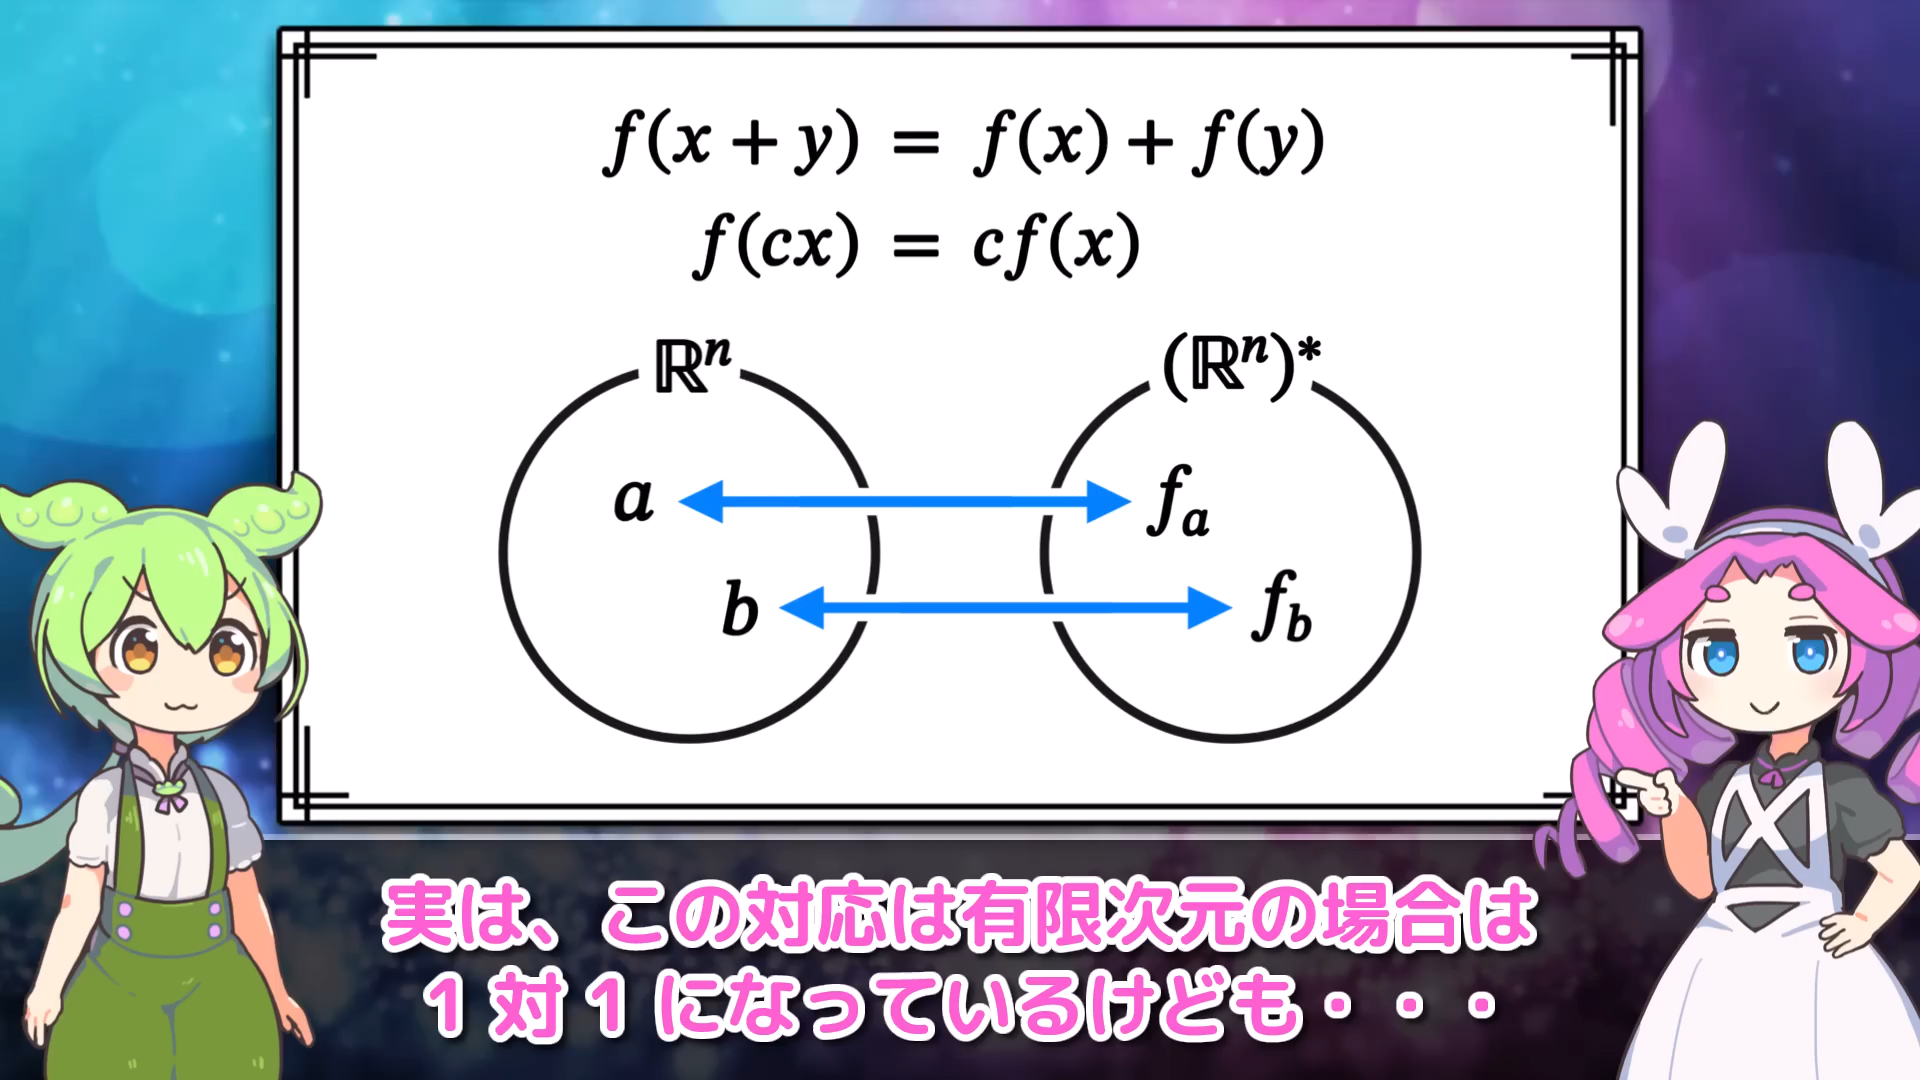 f(x + y) = f(x) + f(y)
f(cx) = cf(x)
ℝⁿ (ℝⁿ)*
a fₐ
b f_b
実は、この対応は有限次元の場合は
1 対 1 になっているけども・・・